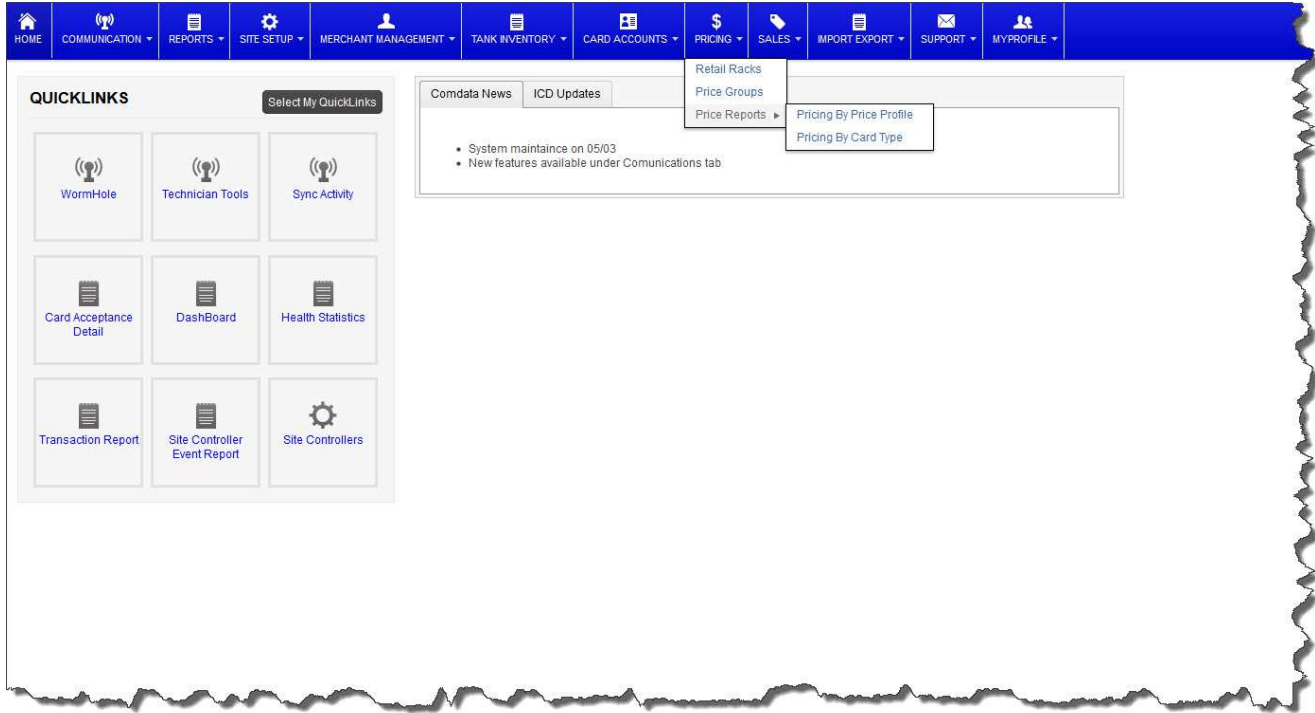 HOME
COMMUNICATION
REPORTS
SITE SETUP
MERCHANT MANAGEMENT
TANK INVENTORY
CARD ACCOUNTS
PRICING
SALES
IMPORT EXPORT
SUPPORT
MYPROFILE
Retail Racks
Price Groups
Price Reports
Pricing By Price Profile
Pricing By Card Type
QUICKLINKS
Select My QuickLinks
WormHole
Technician Tools
Sync Activity
Card Acceptance
Detail
DashBoard
Health Statistics
Transaction Report
Site Controller
Event Report
Site Controllers
Comdata News
ICD Updates
System maintaince on 05/03
New features available under Comunications tab